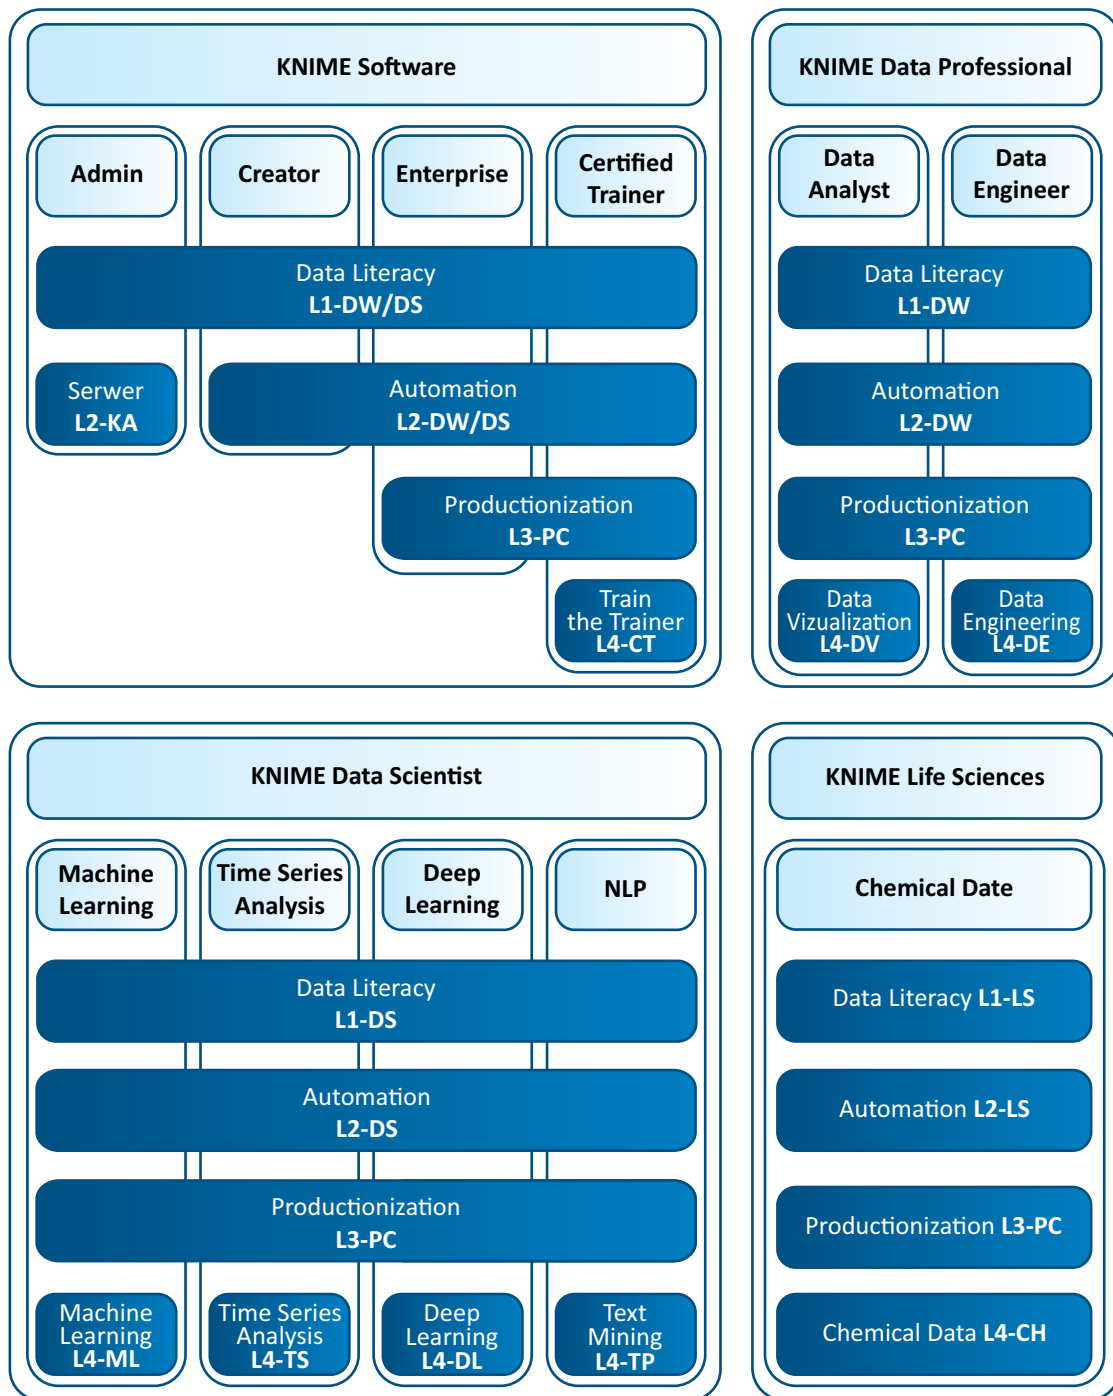 KNIME Software
Admin
Creator
Enterprise
Certified
Trainer
Data Literacy
L1-DW/DS
Serwer
L2-KA
Automation
L2-DW/DS
Productionization
L3-PC
Train
the Trainer
L4-CT
KNIME Data Professional
Data
Analyst
Data
Engineer
Data Literacy
L1-DW
Automation
L2-DW
Productionization
L3-PC
Data
Vizualization
L4-DV
Data
Engineering
L4-DE
KNIME Data Scientist
Machine
Learning
Time Series
Analysis
Deep
Learning
NLP
Data Literacy
L1-DS
Automation
L2-DS
Productionization
L3-PC
Machine
Learning
L4-ML
Time Series
Analysis
L4-TS
Deep
Learning
L4-DL
Text
Mining
L4-TP
KNIME Life Sciences
Chemical Date
Data Literacy L1-LS
Automation L2-LS
Productionization L3-PC
Chemical Data L4-CH